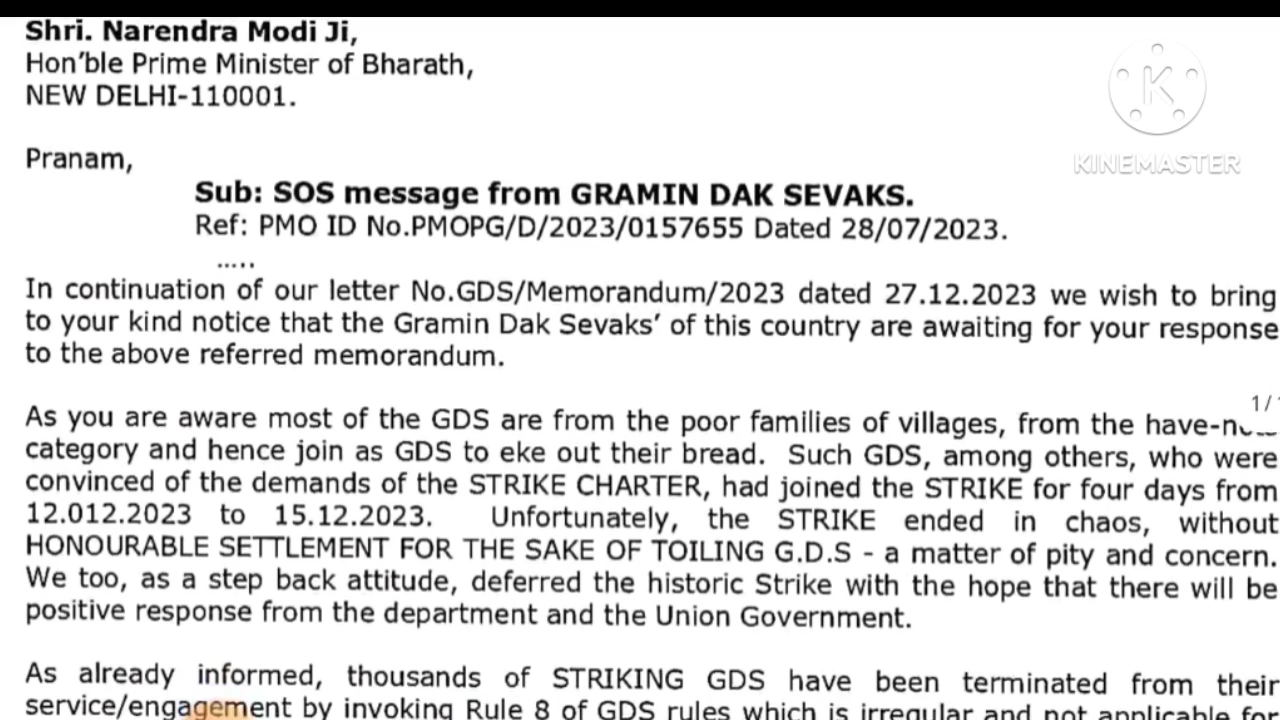 Shri. Narendra Modi Ji,
Hon'ble Prime Minister of Bharath,
NEW DELHI-110001.
KINEMASTER
Pranam,
Sub: SOS message from GRAMIN DAK SEVAKS.
Ref: PMO ID No.PMOPG/D/2023/0157655 Dated 28/07/2023.
.....
In continuation of our letter No.GDS/Memorandum/2023 dated 27.12.2023 we wish to bring
to your kind notice that the Gramin Dak Sevaks' of this country are awaiting for your response
to the above referred memorandum.
1/
As you are aware most of the GDS are from the poor families of villages, from the
category and hence join as GDS to eke out their bread. Such GDS, among others, who were
convinced of the demands of the STRIKE CHARTER, had joined the STRIKE for four days from
12.012.2023 to 15.12.2023. Unfortunately, the STRIKE ended in chaos, without
HONOURABLE SETTLEMENT FOR THE SAKE OF TOILING G.D.S - a matter of pity and concern.
We too, as a step back attitude, deferred the historic Strike with the hope that there will be
positive response from the department and the Union Government.
As already informed, thousands of STRIKING GDS have been terminated from their
service/engagement by invoking Rule 8 of GDS rules which is irregular and not applicable for